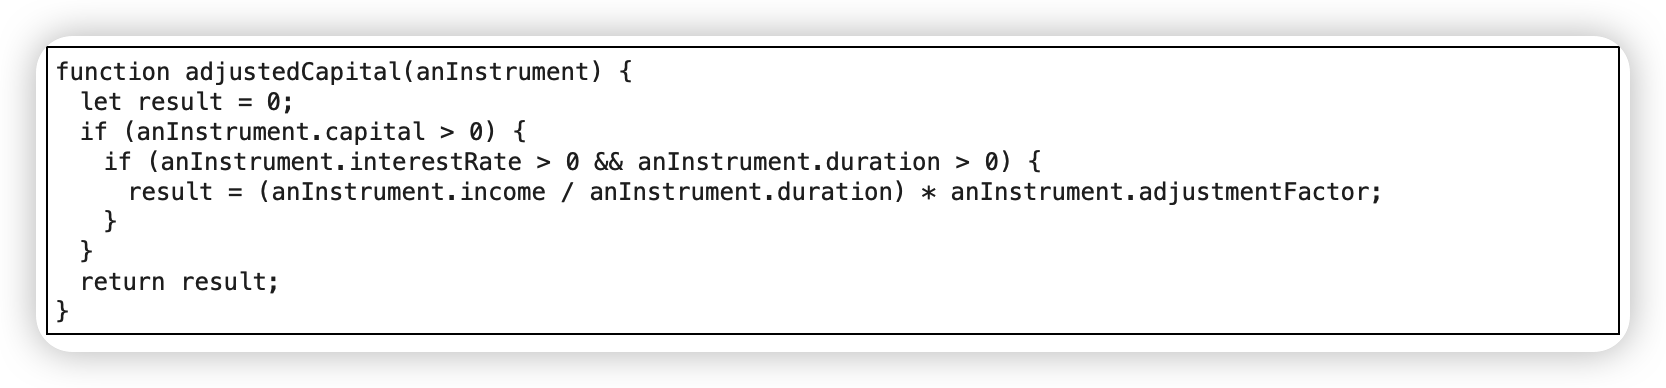 function adjustedCapital(anInstrument) {
  let result = 0;
  if (anInstrument.capital > 0) {
    if (anInstrument.interestRate > 0 && anInstrument.duration > 0) {
      result = (anInstrument.income / anInstrument.duration) * anInstrument.adjustmentFactor;
    }
  }
  return result;
}